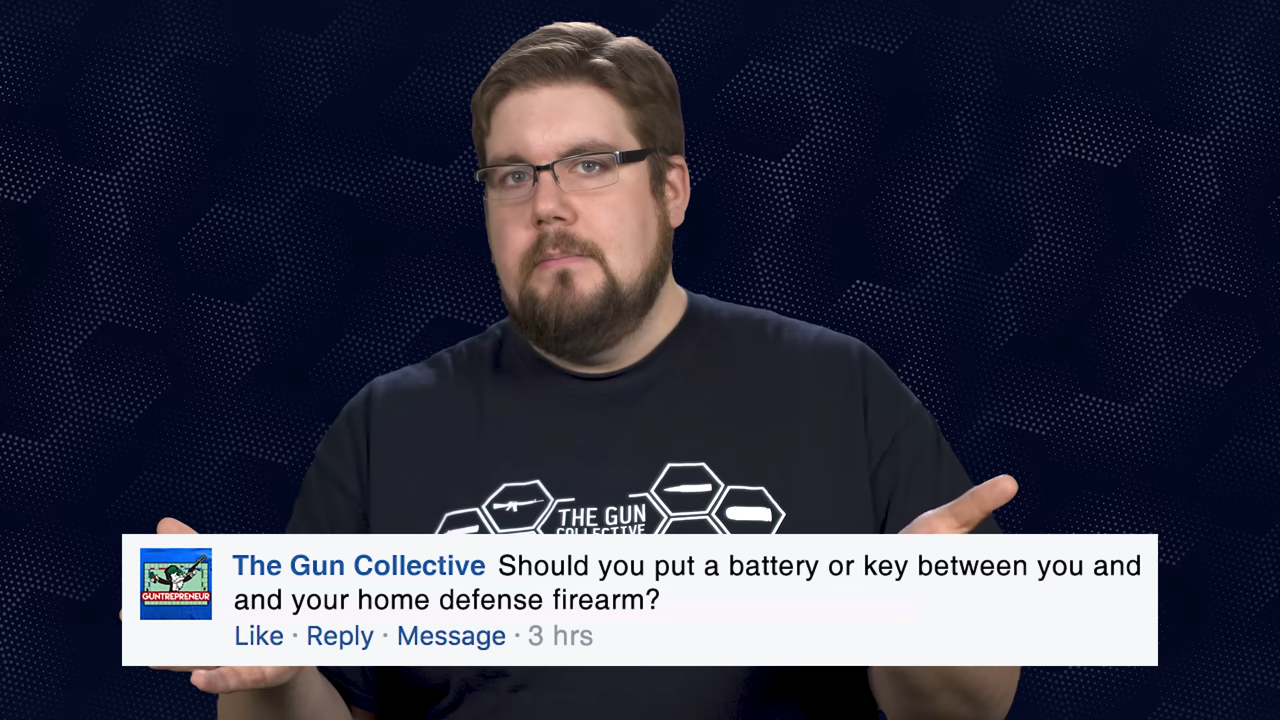 THE GUN
COLLECTIVE
GUNTREPRENEUR
The Gun Collective Should you put a battery or key between you and
and your home defense firearm?
Like · Reply · Message · 3 hrs